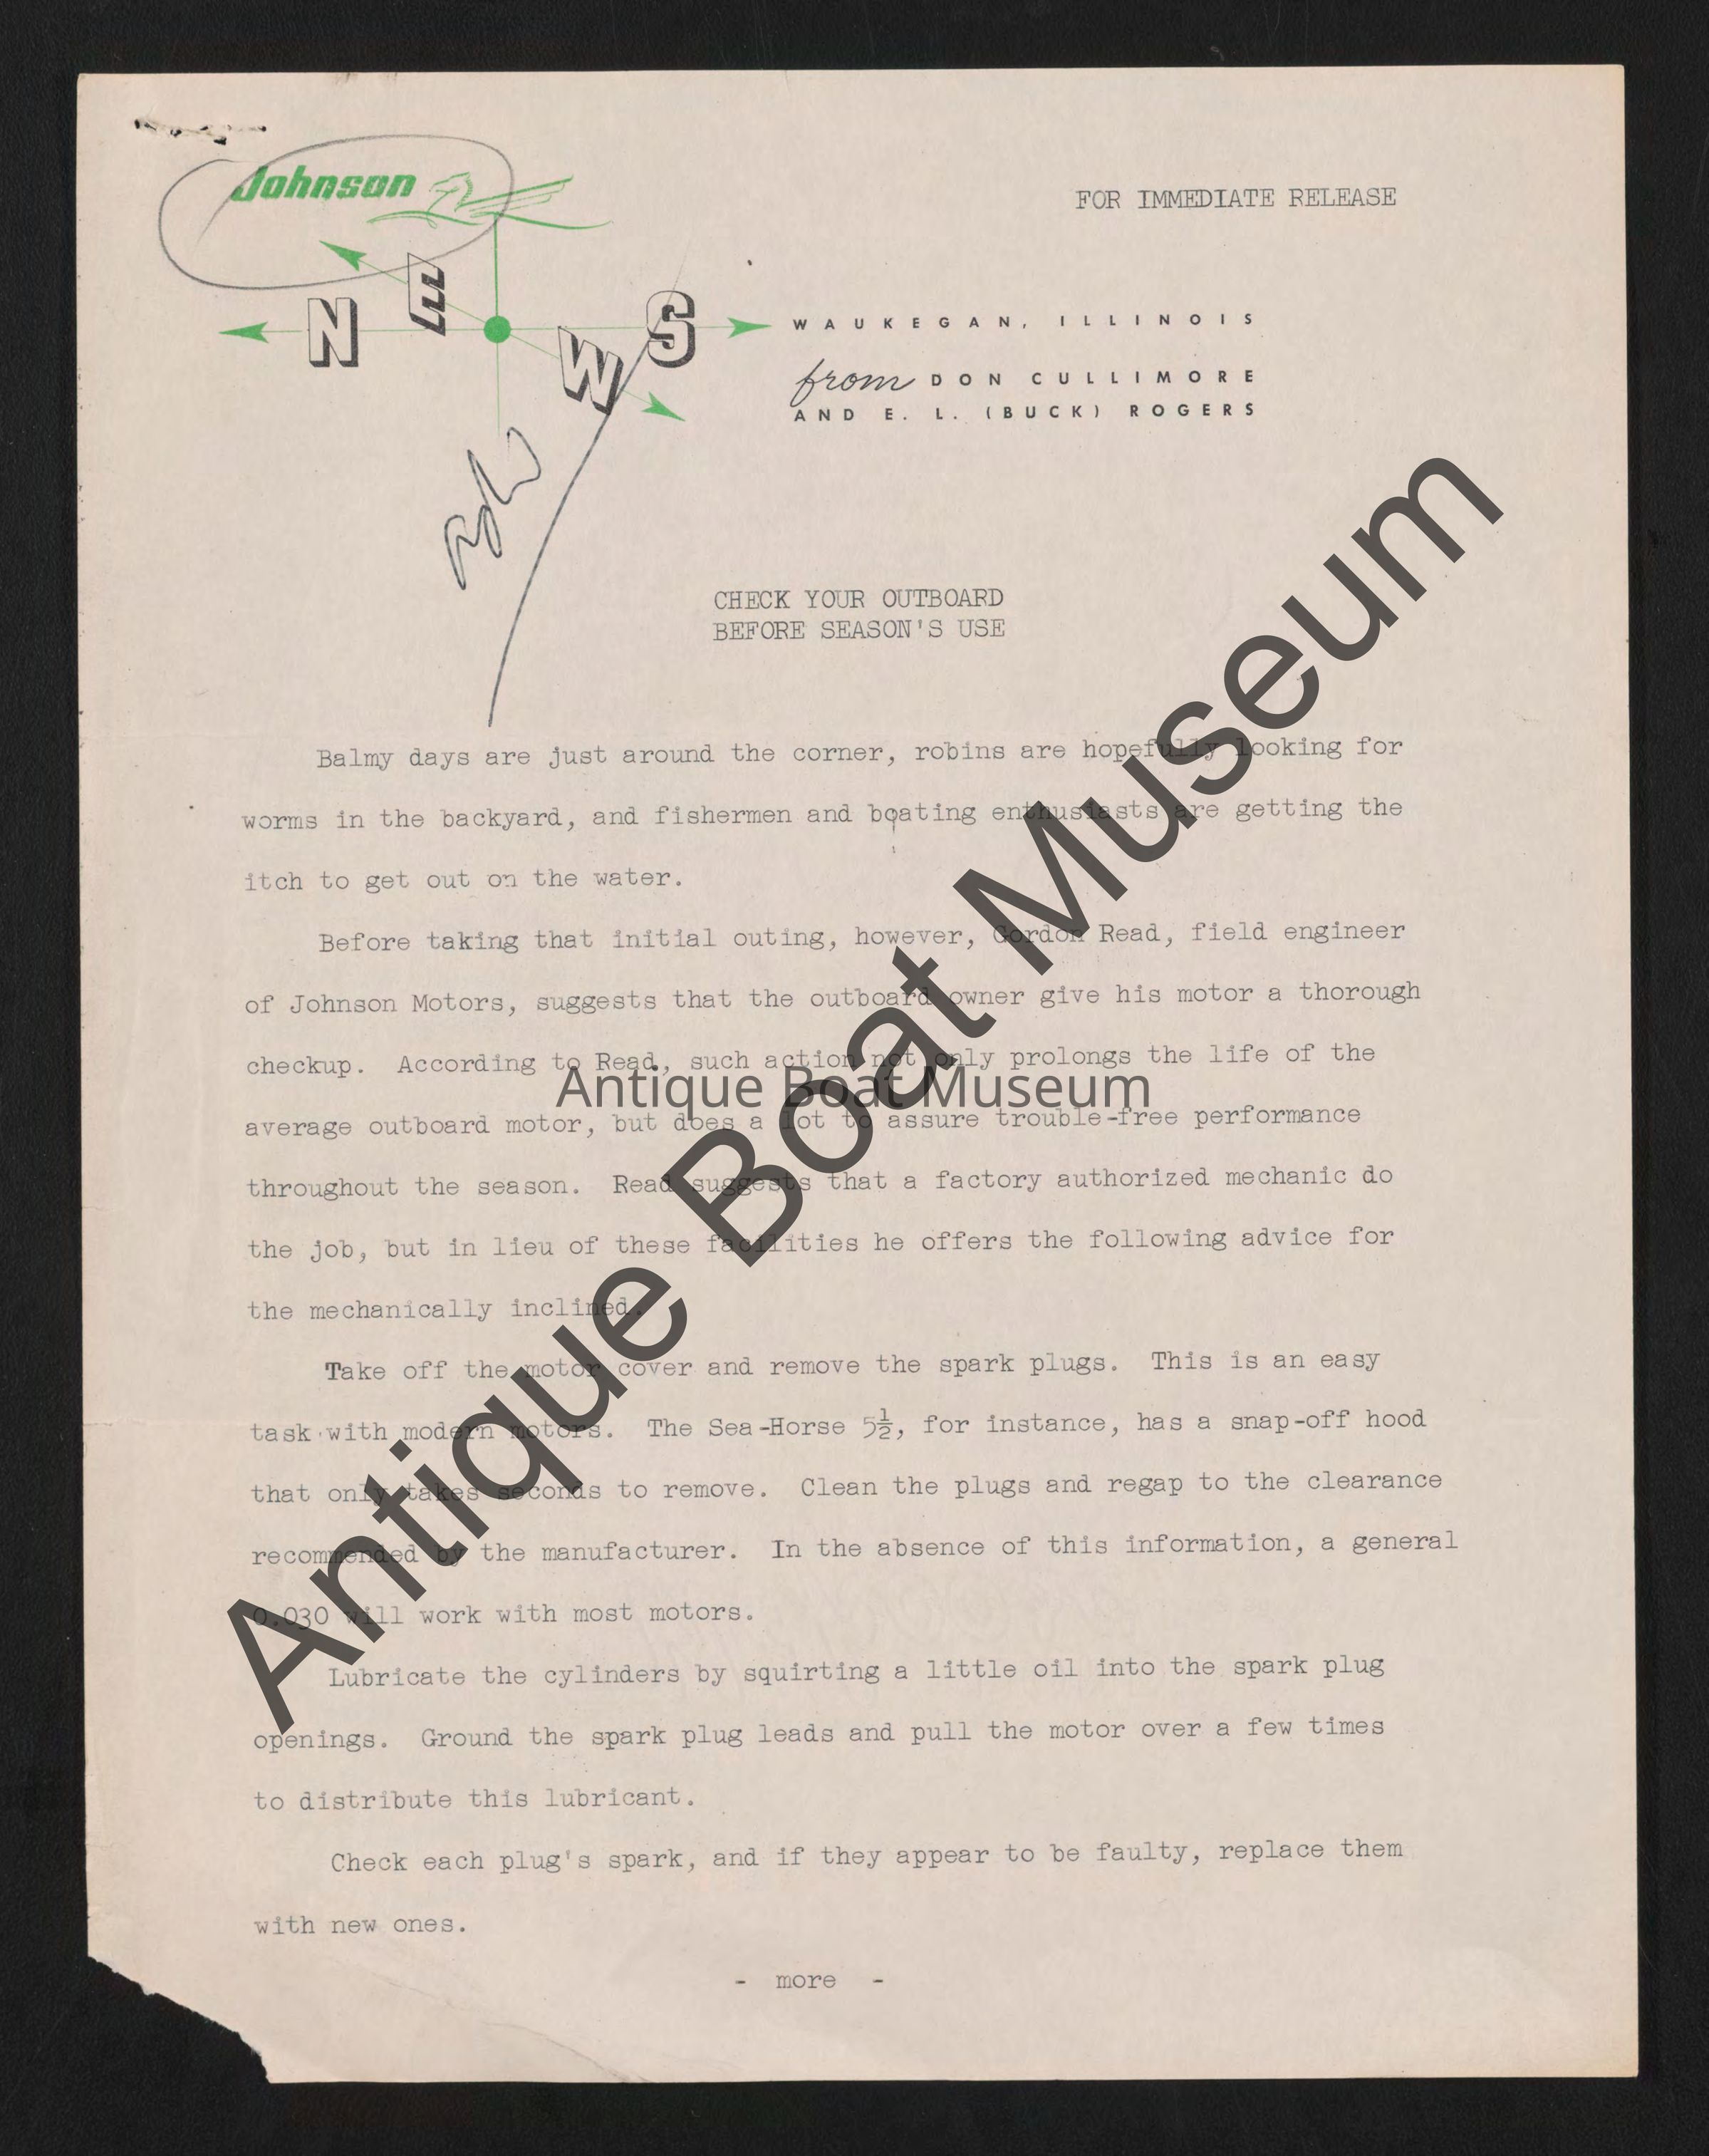 Johnson
FOR IMMEDIATE RELEASE
NEWS
WAUKEGAN, ILLINOIS
from DON CULLIMORE
AND E. L. (BUCK) ROGERS
CHECK YOUR OUTBOARD
BEFORE SEASON'S USE
Balmy days are just around the corner, robins are hopefully looking for
worms in the backyard, and fishermen and boating enthusiasts are getting the
itch to get out on the water.
Before taking that initial outing, however, Gordon Read, field engineer
of Johnson Motors, suggests that the outboard owner give his motor a thorough
checkup. According to Read, such action not only prolongs the life of the
average outboard motor, but does a lot to assure trouble-free performance
throughout the season. Read suggests that a factory authorized mechanic do
the job, but in lieu of these facilities he offers the following advice for
the mechanically inclined.
Take off the motor cover and remove the spark plugs. This is an easy
task with modern motors. The Sea-Horse 5½, for instance, has a snap-off hood
that only takes seconds to remove. Clean the plugs and regap to the clearance
recommended by the manufacturer. In the absence of this information, a general
0.030 will work with most motors.
Lubricate the cylinders by squirting a little oil into the spark plug
openings. Ground the spark plug leads and pull the motor over a few times
to distribute this lubricant.
Check each plug's spark, and if they appear to be faulty, replace them
with new ones.
- more -
Antique Boat Museum
Antique Boat Museum